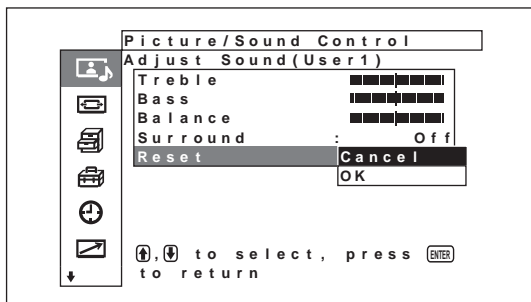 Picture/Sound Control
Adjust Sound(User1)
Treble
Bass
Balance
Surround : Off
Reset Cancel
OK
, to select, press ENTER
to return